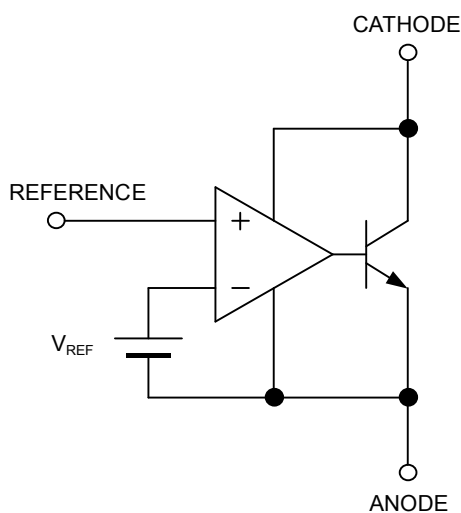 CATHODE
REFERENCE
+
−
VREF
ANODE